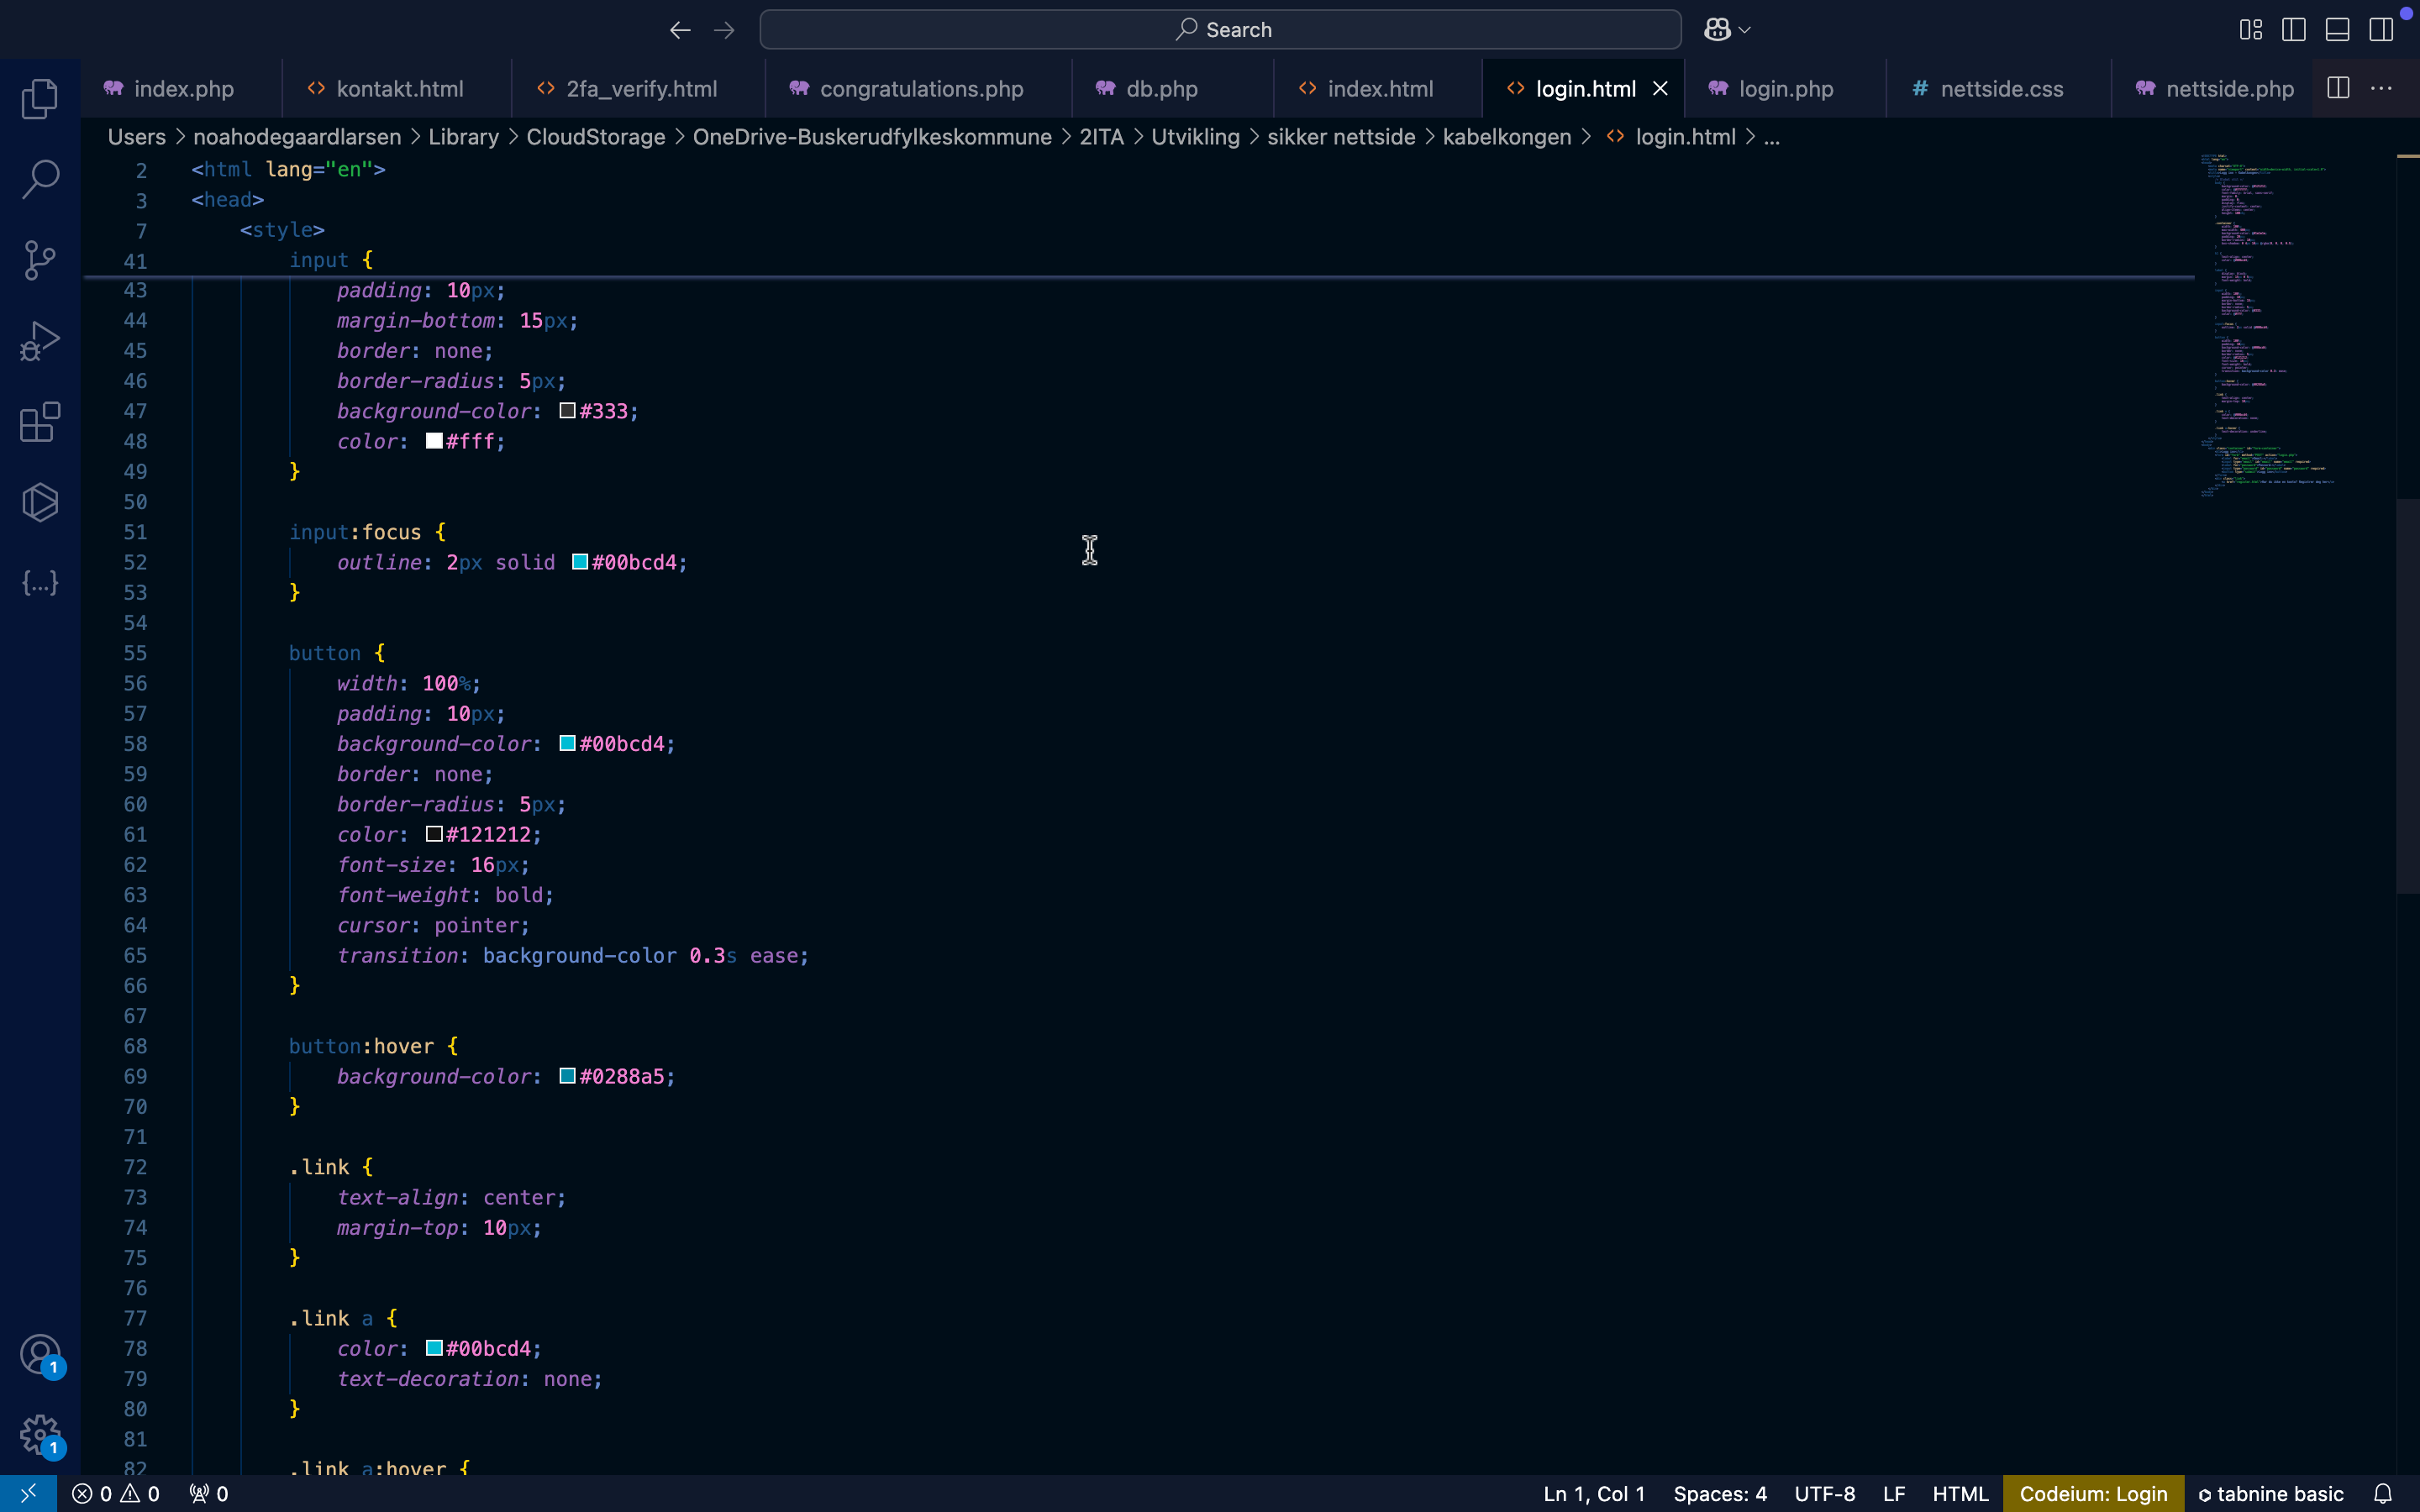 Search
index.php
kontakt.html
2fa_verify.html
congratulations.php
db.php
index.html
login.html
login.php
# nettside.css
nettside.php
Users > noahodegaardlarsen > Library > CloudStorage > OneDrive-Buskerudfylkeskommune > 2ITA > Utvikling > sikker nettside > kabelkongen > <> login.html > ...
2 <html lang="en">
3 <head>
7 <style>
41 input {
43 padding: 10px;
44 margin-bottom: 15px;
45 border: none;
46 border-radius: 5px;
47 background-color: #333;
48 color: #fff;
49 }
50
51 input:focus {
52 outline: 2px solid #00bcd4;
53 }
54
55 button {
56 width: 100%;
57 padding: 10px;
58 background-color: #00bcd4;
59 border: none;
60 border-radius: 5px;
61 color: #121212;
62 font-size: 16px;
63 font-weight: bold;
64 cursor: pointer;
65 transition: background-color 0.3s ease;
66 }
67
68 button:hover {
69 background-color: #0288a5;
70 }
71
72 .link {
73 text-align: center;
74 margin-top: 10px;
75 }
76
77 .link a {
78 color: #00bcd4;
79 text-decoration: none;
80 }
81
82 .link a:hover {
1
1
0 0 0
Ln 1, Col 1
Spaces: 4
UTF-8
LF
HTML
Codeium: Login
tabnine basic